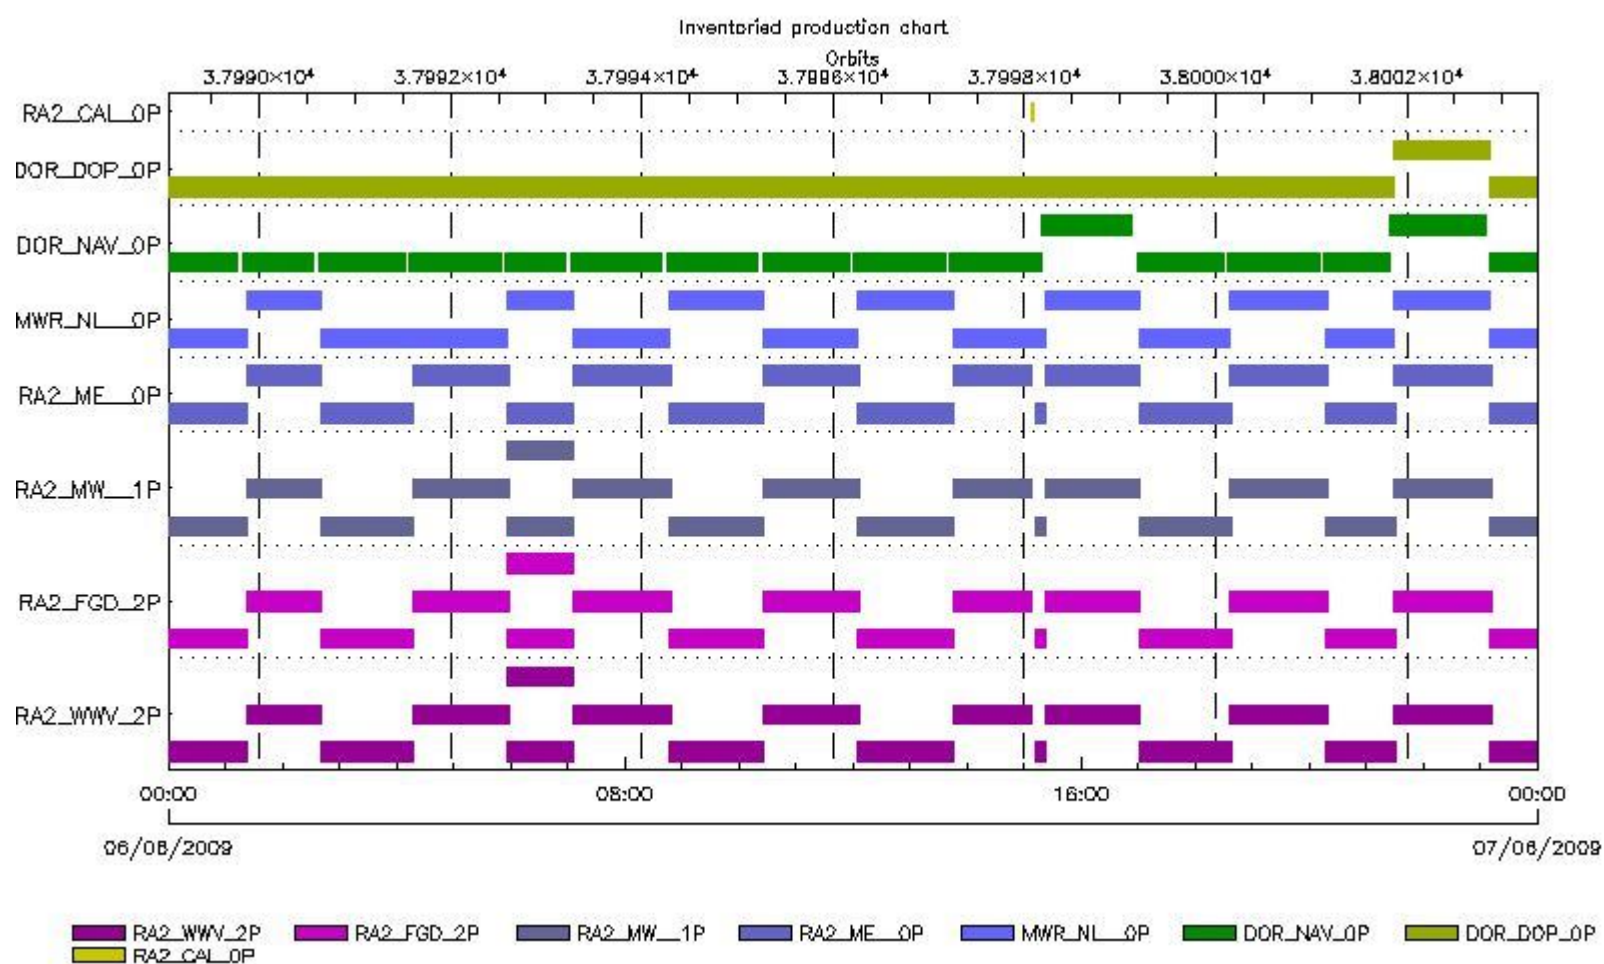 Inventoried production chart
Orbits
3.7990×10⁴ 3.7992×10⁴ 3.7994×10⁴ 3.7996×10⁴ 3.7998×10⁴ 3.8000×10⁴ 3.8002×10⁴
RA2_CAL_0P
DOR_DOP_0P
DOR_NAV_0P
MWR_NL__0P
RA2_ME__0P
RA2_MW__1P
RA2_FGD_2P
RA2_WWV_2P
00:00 08:00 16:00 00:00
06/06/2009 07/06/2009
RA2_WWV_2P RA2_FGD_2P RA2_MW__1P RA2_ME__0P MWR_NL__0P DOR_NAV_0P DOR_DOP_0P
RA2_CAL_0P